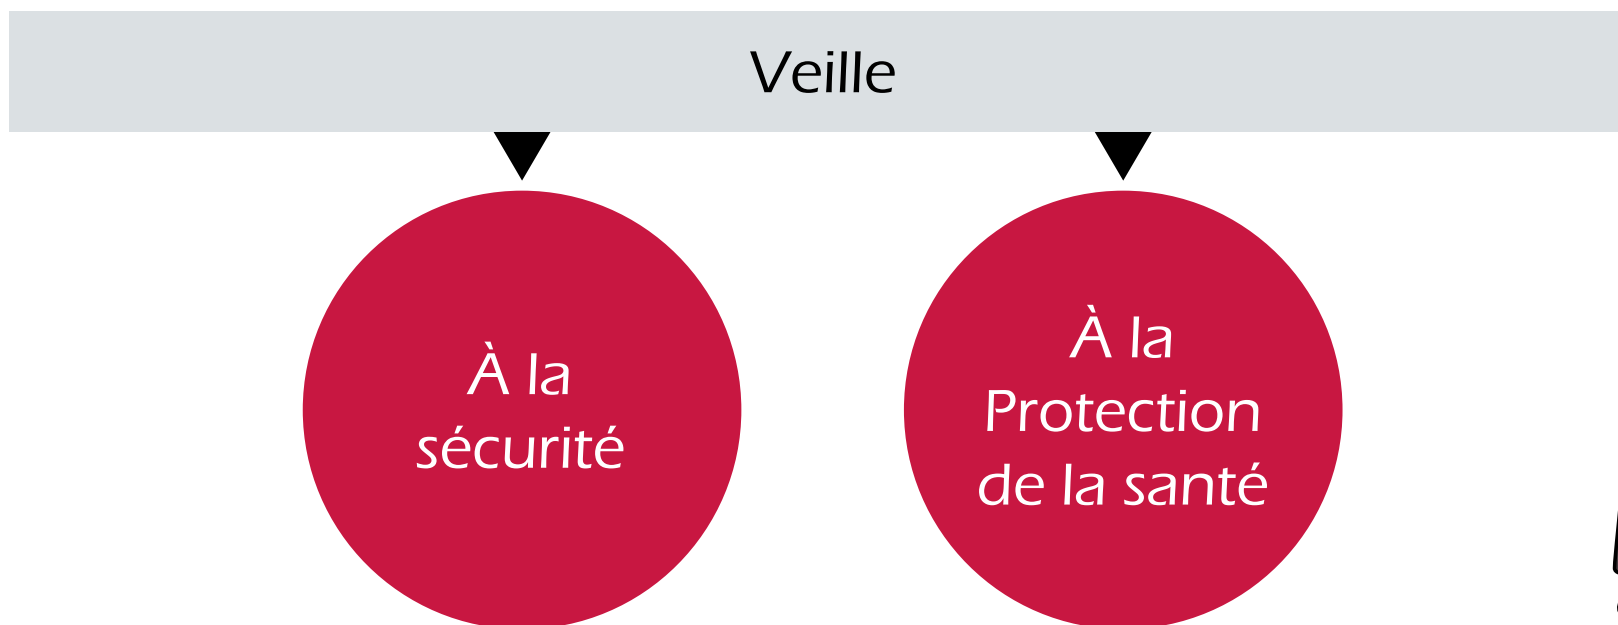 Veille
À la
sécurité
À la
Protection
de la santé